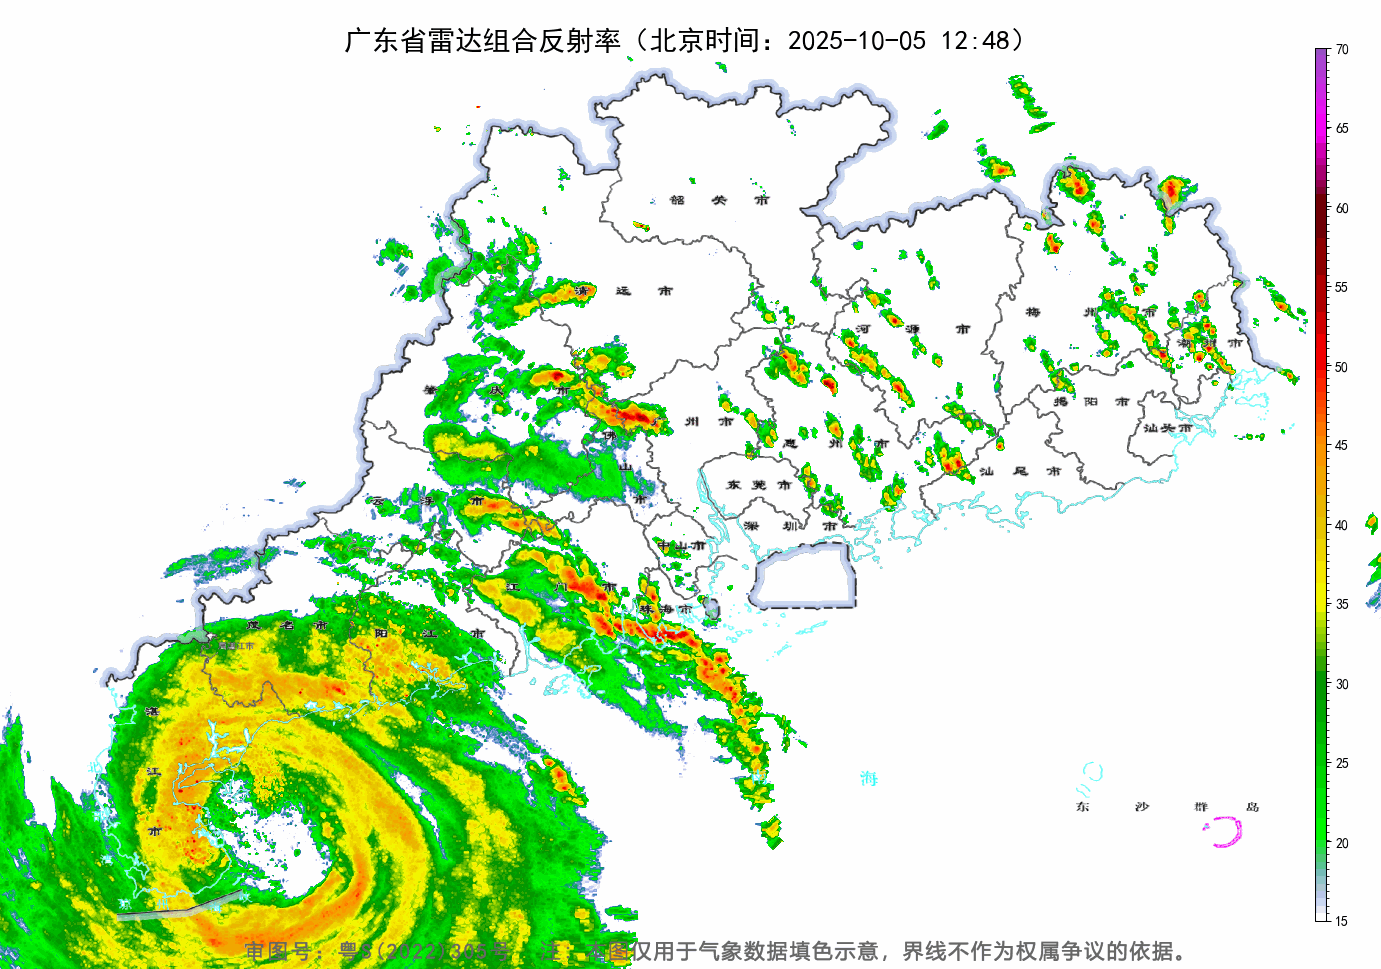 广东省雷达组合反射率（北京时间：2025-10-05 12:48）
70
65
60
55
50
45
40
35
30
25
20
15
韶 关 市
清 远 市
河 源 市
梅 州 市
潮 州 市
肇 庆 市
广 州 市
佛 山 市
惠 州 市
揭 阳 市
汕头市
汕 尾 市
东 莞 市
云 浮 市
深 圳 市
中山市
江 门 市
珠海市
茂 名 市
阳 江 市
湛 江 市
南 海
东 沙 群 岛
审图号：粤S(2022)306号 注：本图仅用于气象数据填色示意，界线不作为权属争议的依据。